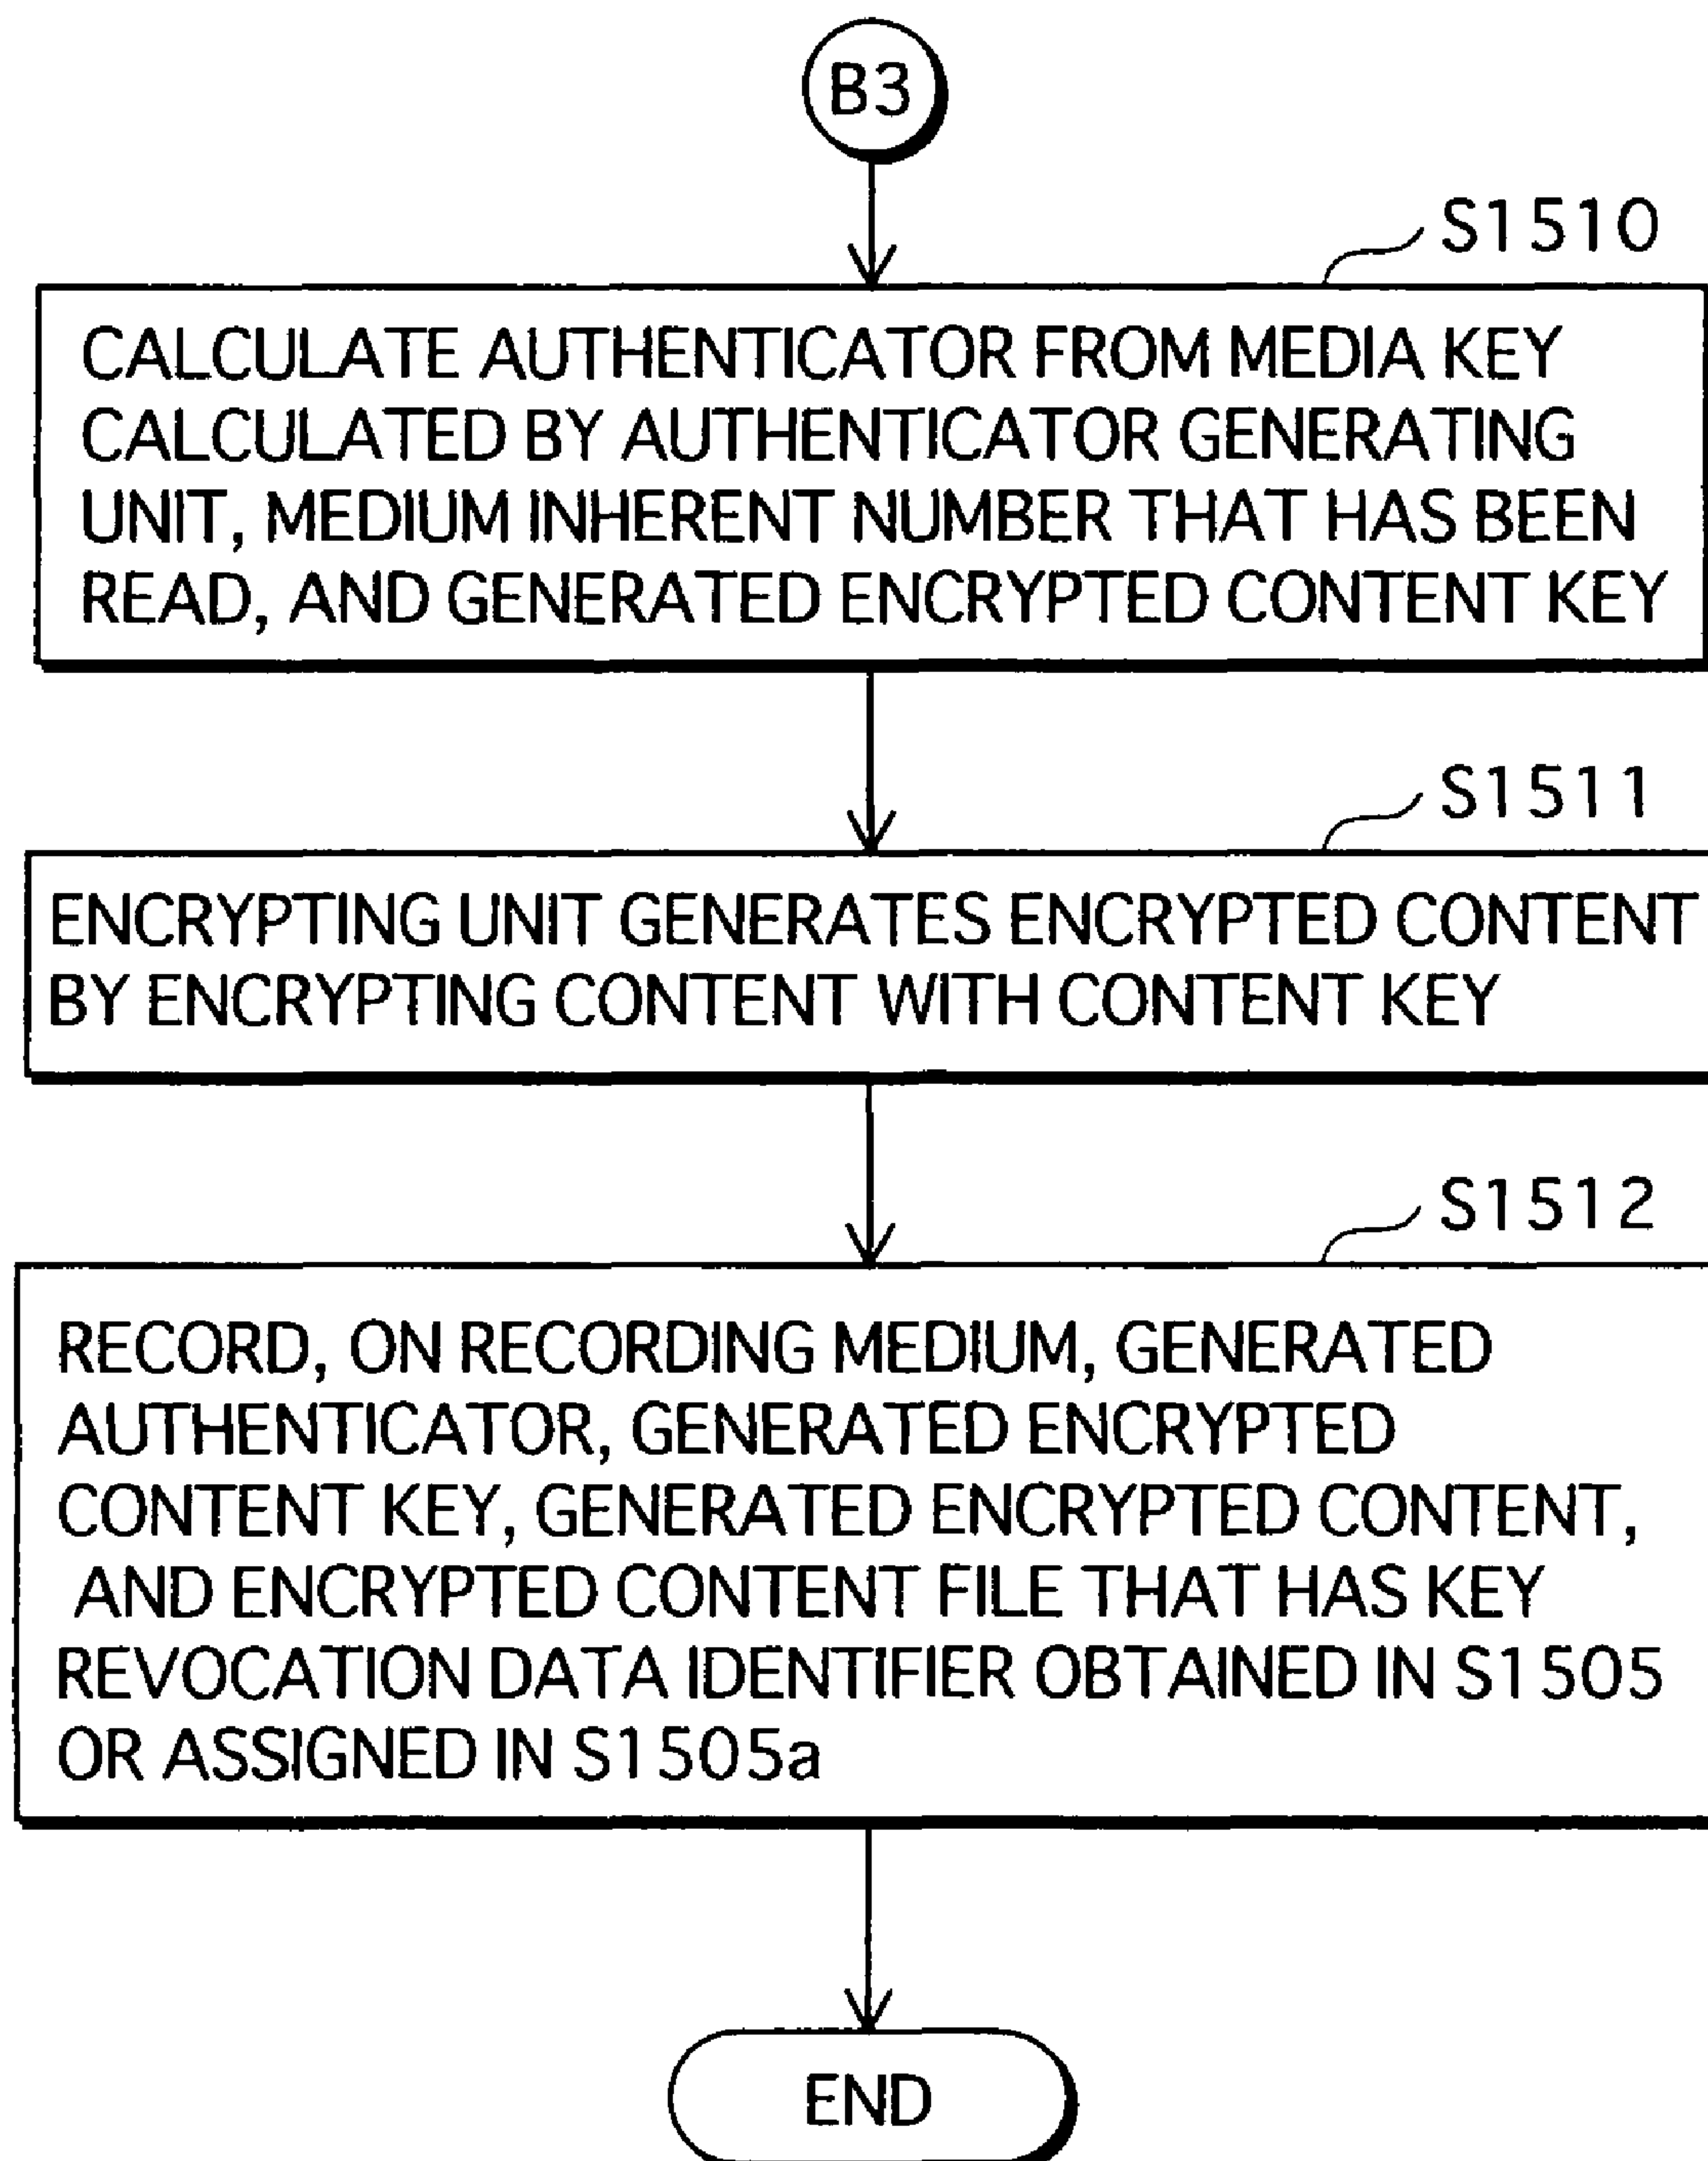 B3
S1510
CALCULATE AUTHENTICATOR FROM MEDIA KEY
CALCULATED BY AUTHENTICATOR GENERATING
UNIT, MEDIUM INHERENT NUMBER THAT HAS BEEN
READ, AND GENERATED ENCRYPTED CONTENT KEY
S1511
ENCRYPTING UNIT GENERATES ENCRYPTED CONTENT
BY ENCRYPTING CONTENT WITH CONTENT KEY
S1512
RECORD, ON RECORDING MEDIUM, GENERATED
AUTHENTICATOR, GENERATED ENCRYPTED
CONTENT KEY, GENERATED ENCRYPTED CONTENT,
AND ENCRYPTED CONTENT FILE THAT HAS KEY
REVOCATION DATA IDENTIFIER OBTAINED IN S1505
OR ASSIGNED IN S1505a
END